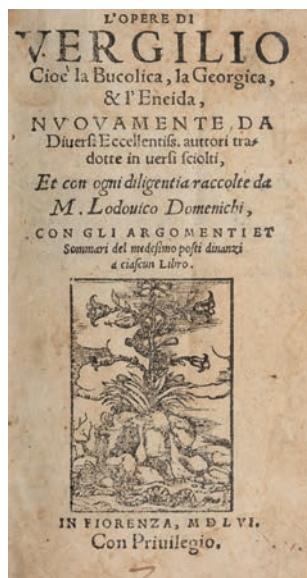 L'OPERE DI
VERGILIO
Cioe' la Bucolica, la Georgica,
& l'Eneida,
NVOVAMENTE DA
Diuersi Eccellentiss. auttori tra-
dotte in uersi sciolti,
Et con ogni diligentia raccolte da
M. Lodouico Domenichi,
CON GLI ARGOMENTI ET
Sommari del medesimo posti dinanzi
a ciascun Libro.
IN FIORENZA, MDLVI.
Con Priuilegio.